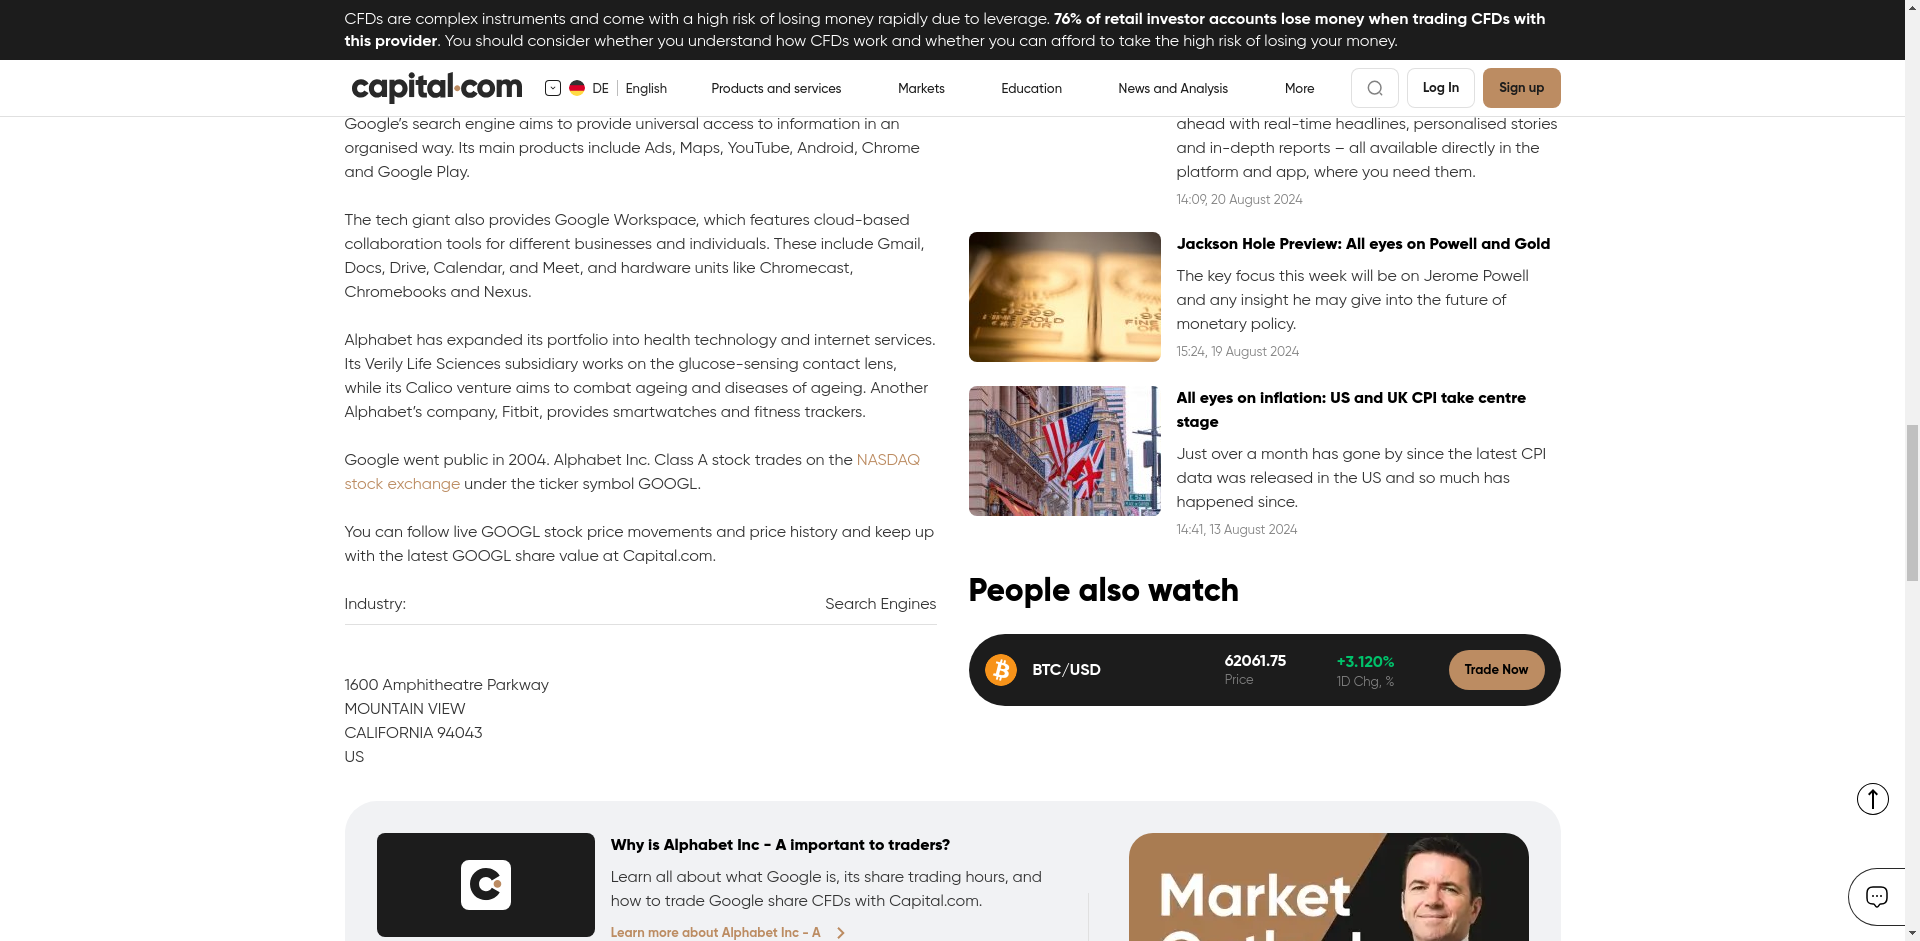 CFDs are complex instruments and come with a high risk of losing money rapidly due to leverage. 76% of retail investor accounts lose money when trading CFDs with
this provider. You should consider whether you understand how CFDs work and whether you can afford to take the high risk of losing your money.
capital.com
DE
English
Products and services
Markets
Education
News and Analysis
More
Log In
Sign up
Google’s search engine aims to provide universal access to information in an
organised way. Its main products include Ads, Maps, YouTube, Android, Chrome
and Google Play.
The tech giant also provides Google Workspace, which features cloud-based
collaboration tools for different businesses and individuals. These include Gmail,
Docs, Drive, Calendar, and Meet, and hardware units like Chromecast,
Chromebooks and Nexus.
Alphabet has expanded its portfolio into health technology and internet services.
Its Verily Life Sciences subsidiary works on the glucose-sensing contact lens,
while its Calico venture aims to combat ageing and diseases of ageing. Another
Alphabet’s company, Fitbit, provides smartwatches and fitness trackers.
Google went public in 2004. Alphabet Inc. Class A stock trades on the NASDAQ
stock exchange under the ticker symbol GOOGL.
You can follow live GOOGL stock price movements and price history and keep up
with the latest GOOGL share value at Capital.com.
Industry:
Search Engines
1600 Amphitheatre Parkway
MOUNTAIN VIEW
CALIFORNIA 94043
US
ahead with real-time headlines, personalised stories
and in-depth reports – all available directly in the
platform and app, where you need them.
14:09, 20 August 2024
Jackson Hole Preview: All eyes on Powell and Gold
The key focus this week will be on Jerome Powell
and any insight he may give into the future of
monetary policy.
15:24, 19 August 2024
All eyes on inflation: US and UK CPI take centre
stage
Just over a month has gone by since the latest CPI
data was released in the US and so much has
happened since.
14:41, 13 August 2024
People also watch
BTC/USD
62061.75
Price
+3.120%
1D Chg, %
Trade Now
Why is Alphabet Inc - A important to traders?
Learn all about what Google is, its share trading hours, and
how to trade Google share CFDs with Capital.com.
Learn more about Alphabet Inc - A
Market
Outlook